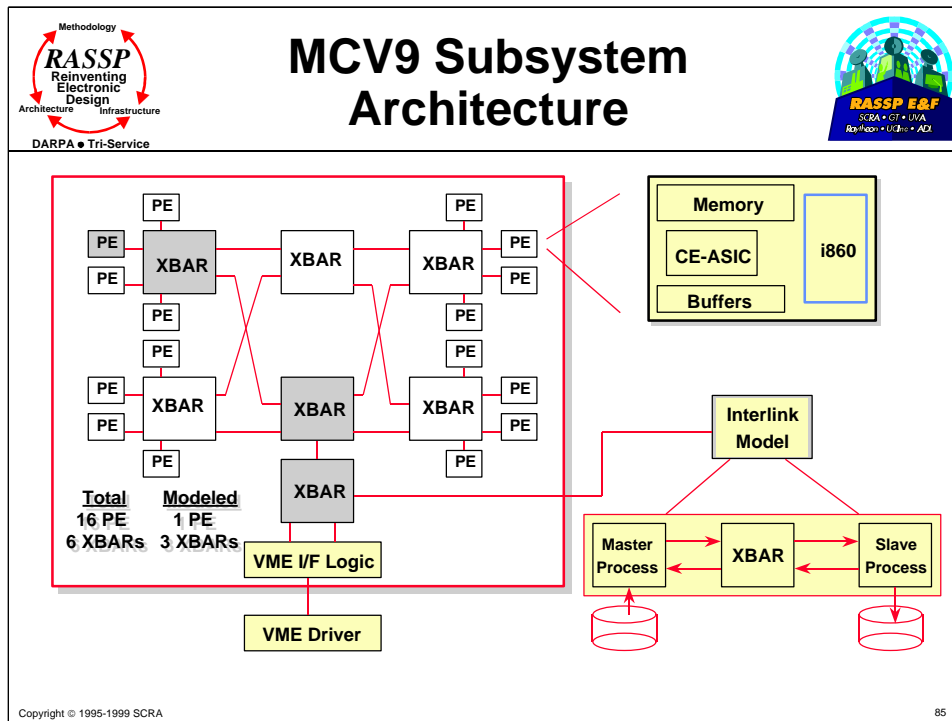 Methodology
RASSP
Reinventing
Electronic
Design
Architecture
Infrastructure
DARPA ● Tri-Service
MCV9 Subsystem
Architecture
RASSP E&F
SCRA • GT • UVA
Raytheon • UCinc • ADL
PE
PE
PE
PE
XBAR
XBAR
PE
PE
PE
PE
XBAR
PE
PE
PE
PE
XBAR
XBAR
PE
PE
PE
PE
XBAR
XBAR
Total
16 PE
6 XBARs
Modeled
1 PE
3 XBARs
VME I/F Logic
VME Driver
Memory
CE-ASIC
Buffers
i860
Interlink
Model
Master
Process
XBAR
Slave
Process
Copyright © 1995-1999 SCRA
85